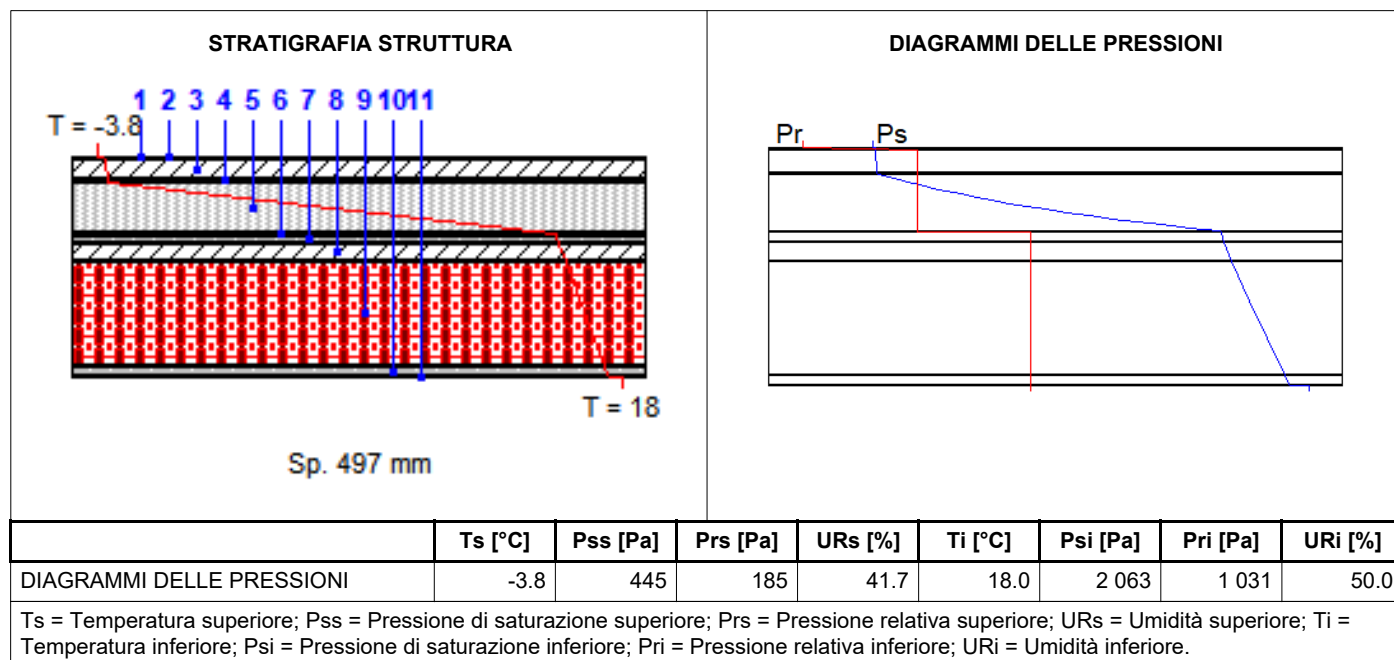 STRATIGRAFIA STRUTTURA
1 2 3 4 5 6 7 8 9 10 11
T = -3.8
T = 18
Sp. 497 mm
DIAGRAMMI DELLE PRESSIONI
Pr Ps
Ts [°C] Pss [Pa] Prs [Pa] URs [%] Ti [°C] Psi [Pa] Pri [Pa] URi [%]
DIAGRAMMI DELLE PRESSIONI -3.8 445 185 41.7 18.0 2 063 1 031 50.0
Ts = Temperatura superiore; Pss = Pressione di saturazione superiore; Prs = Pressione relativa superiore; URs = Umidità superiore; Ti =
Temperatura inferiore; Psi = Pressione di saturazione inferiore; Pri = Pressione relativa inferiore; URi = Umidità inferiore.